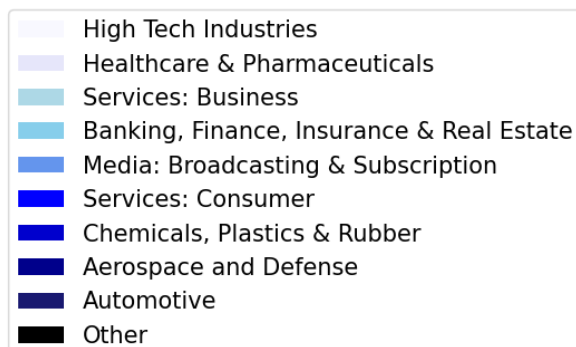 High Tech Industries
Healthcare & Pharmaceuticals
Services: Business
Banking, Finance, Insurance & Real Estate
Media: Broadcasting & Subscription
Services: Consumer
Chemicals, Plastics & Rubber
Aerospace and Defense
Automotive
Other